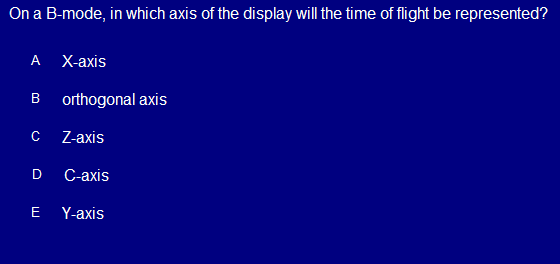 On a B-mode, in which axis of the display will the time of flight be represented?
A X-axis
B orthogonal axis
C Z-axis
D C-axis
E Y-axis